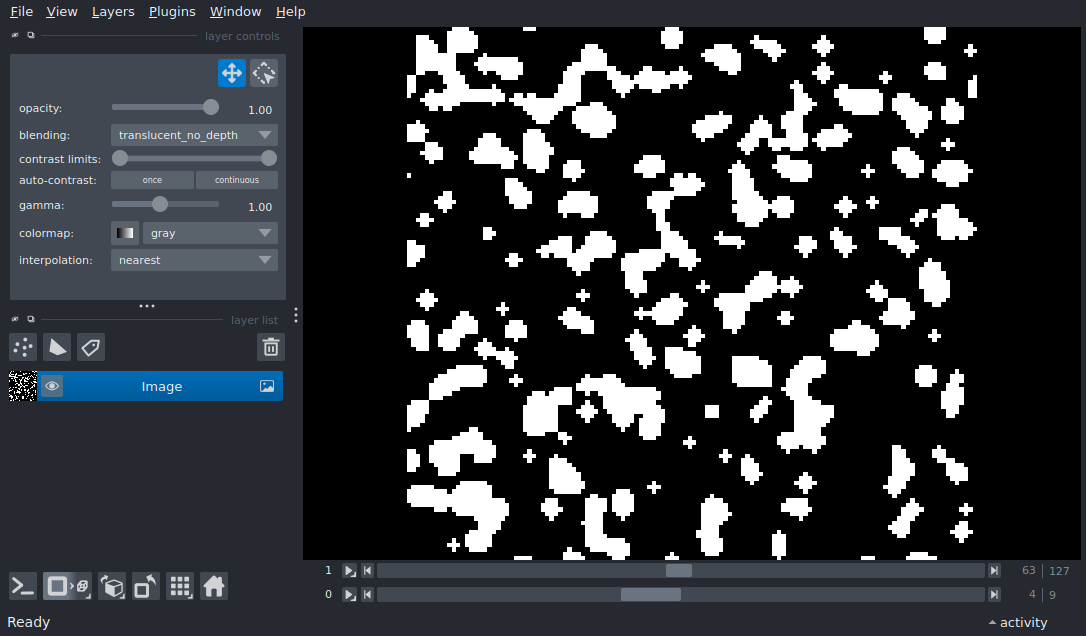 File View Layers Plugins Window Help
layer controls
opacity: 1.00
blending: translucent_no_depth
contrast limits:
auto-contrast: once continuous
gamma: 1.00
colormap: gray
interpolation: nearest
layer list
Image
1 63 127
0 4 9
Ready activity